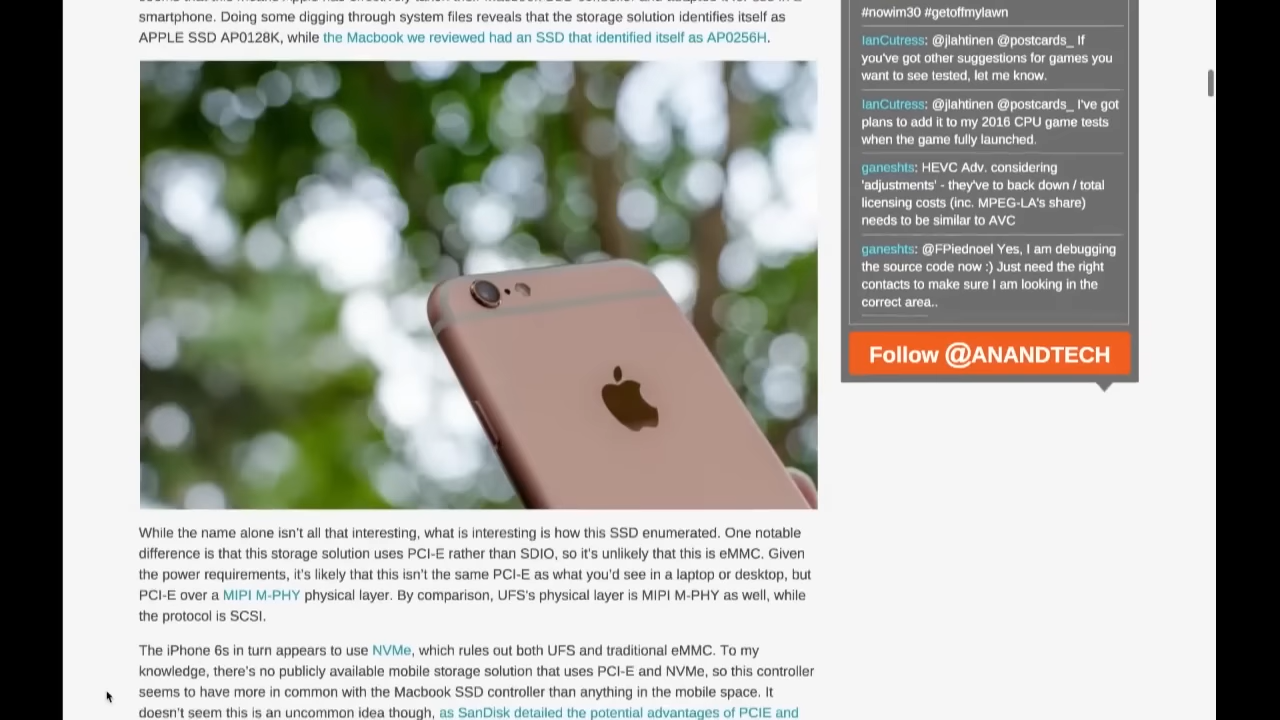 smartphone. Doing some digging through system files reveals that the storage solution identifies itself as
APPLE SSD AP0128K, while the Macbook we reviewed had an SSD that identified itself as AP0256H.
While the name alone isn't all that interesting, what is interesting is how this SSD enumerated. One notable
difference is that this storage solution uses PCI-E rather than SDIO, so it's unlikely that this is eMMC. Given
the power requirements, it's likely that this isn't the same PCI-E as what you'd see in a laptop or desktop, but
PCI-E over a MIPI M-PHY physical layer. By comparison, UFS's physical layer is MIPI M-PHY as well, while
the protocol is SCSI.
The iPhone 6s in turn appears to use NVMe, which rules out both UFS and traditional eMMC. To my
knowledge, there's no publicly available mobile storage solution that uses PCI-E and NVMe, so this controller
seems to have more in common with the Macbook SSD controller than anything in the mobile space. It
doesn't seem this is an uncommon idea though, as SanDisk detailed the potential advantages of PCIE and
#nowim30 #getoffmylawn
IanCutress: @jlahtinen @postcards_ If
you've got other suggestions for games you
want to see tested, let me know.
IanCutress: @jlahtinen @postcards_ I've got
plans to add it to my 2016 CPU game tests
when the game fully launched.
ganeshts: HEVC Adv. considering
'adjustments' - they've to back down / total
licensing costs (inc. MPEG-LA's share)
needs to be similar to AVC
ganeshts: @FPiednoel Yes, I am debugging
the source code now :) Just need the right
contacts to make sure I am looking in the
correct area..
Follow @ANANDTECH